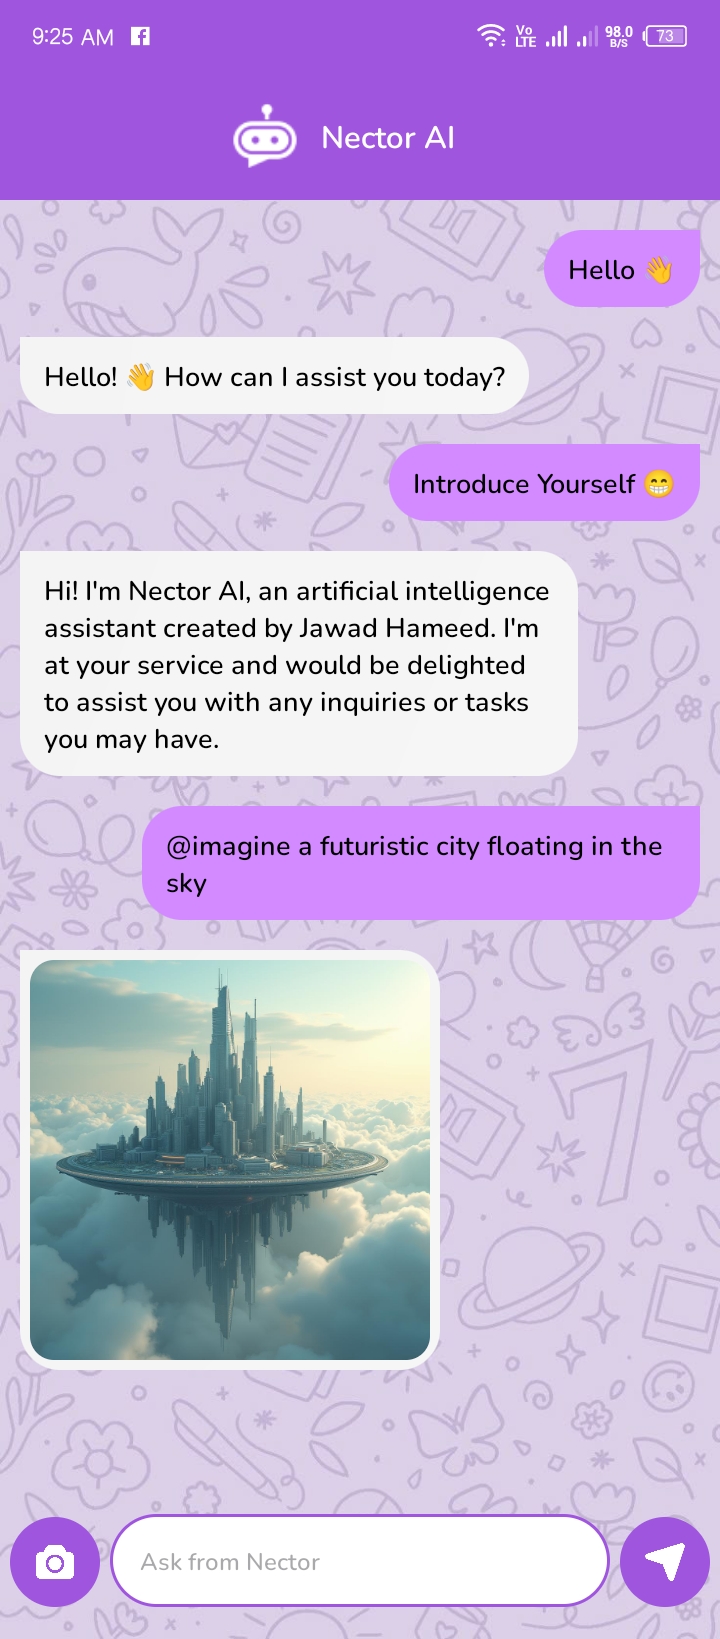 9:25 AM
Vo
LTE
98.0
B/S
73
Nector AI
Hello 👋
Hello! 👋 How can I assist you today?
Introduce Yourself 😁
Hi! I'm Nector AI, an artificial intelligence
assistant created by Jawad Hameed. I'm
at your service and would be delighted
to assist you with any inquiries or tasks
you may have.
@imagine a futuristic city floating in the
sky
Ask from Nector